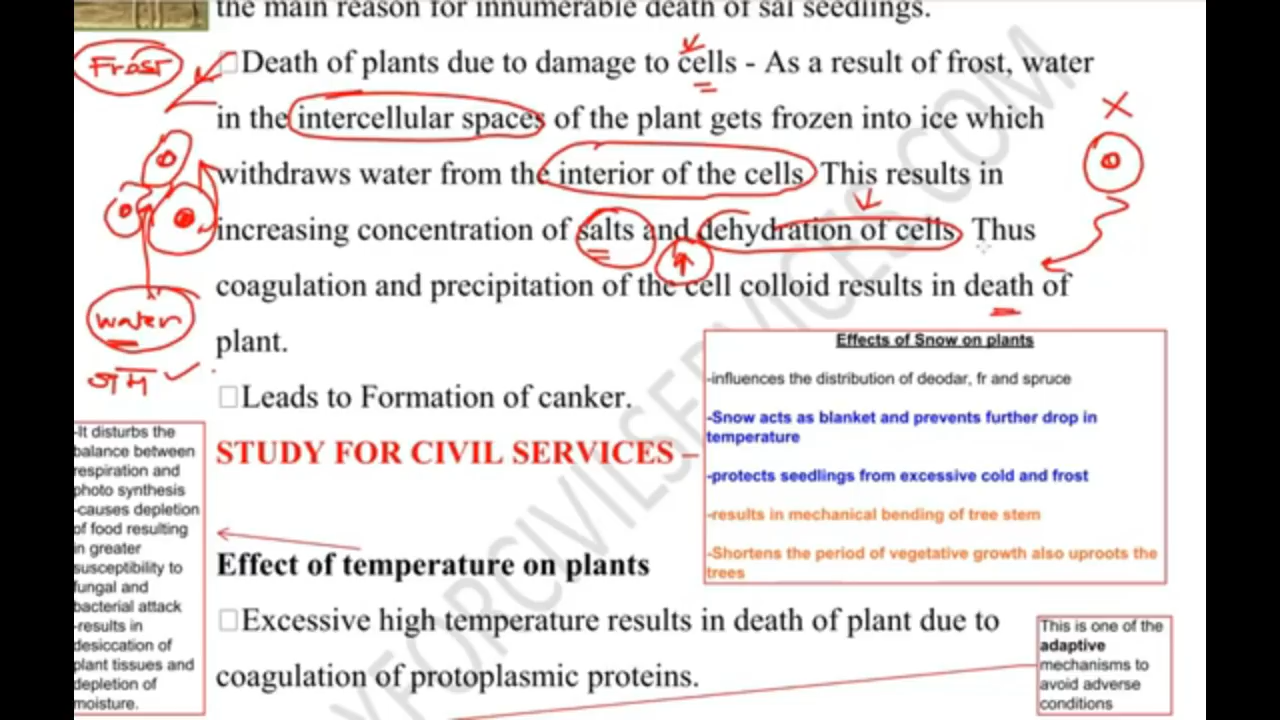 the main reason for innumerable death of sal seedlings.
Frost
Death of plants due to damage to cells - As a result of frost, water
in the intercellular spaces of the plant gets frozen into ice which
withdraws water from the interior of the cells. This results in
increasing concentration of salts and dehydration of cells. Thus
coagulation and precipitation of the cell colloid results in death of
plant.
water
Leads to Formation of canker.
STUDY FOR CIVIL SERVICES –
Effects of Snow on plants
-influences the distribution of deodar, fr and spruce
-Snow acts as blanket and prevents further drop in
temperature
-protects seedlings from excessive cold and frost
-results in mechanical bending of tree stem
-Shortens the period of vegetative growth also uproots the
trees
-It disturbs the
balance between
respiration and
photo synthesis
-causes depletion
of food resulting
in greater
susceptibility to
fungal and
bacterial attack
-results in
desiccation of
plant tissues and
depletion of
moisture.
Effect of temperature on plants
Excessive high temperature results in death of plant due to
coagulation of protoplasmic proteins.
This is one of the
adaptive
mechanisms to
avoid adverse
conditions